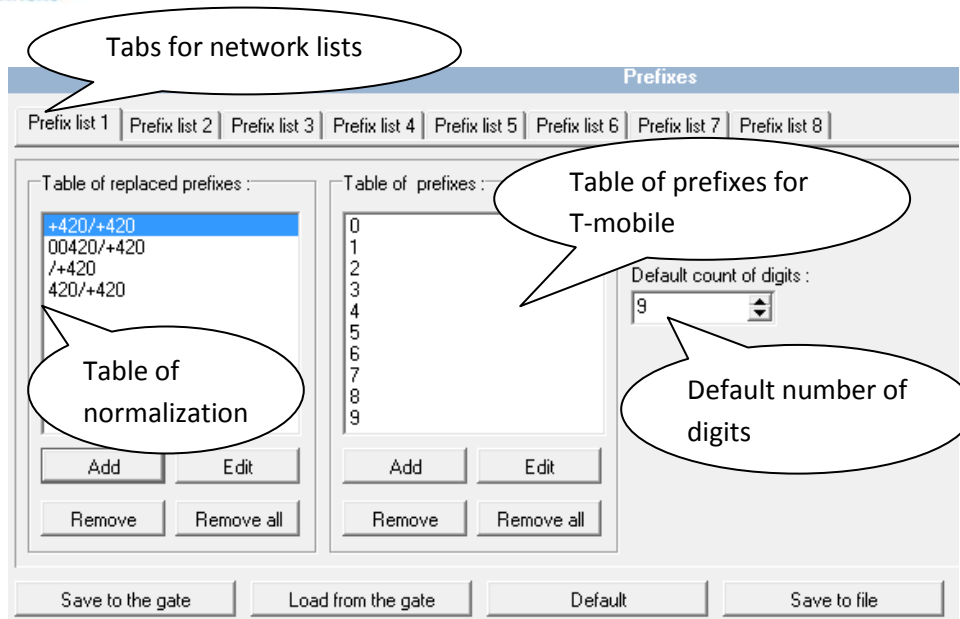 Tabs for network lists
Prefixes
Prefix list 1 Prefix list 2 Prefix list 3 Prefix list 4 Prefix list 5 Prefix list 6 Prefix list 7 Prefix list 8
Table of replaced prefixes :
+420/+420
00420/+420
/+420
420/+420
Table of
normalization
Add Edit
Remove Remove all
Table of prefixes :
0
1
2
3
4
5
6
7
8
9
Add Edit
Remove Remove all
Table of prefixes for
T-mobile
Default count of digits :
9
Default number of
digits
Save to the gate Load from the gate Default Save to file